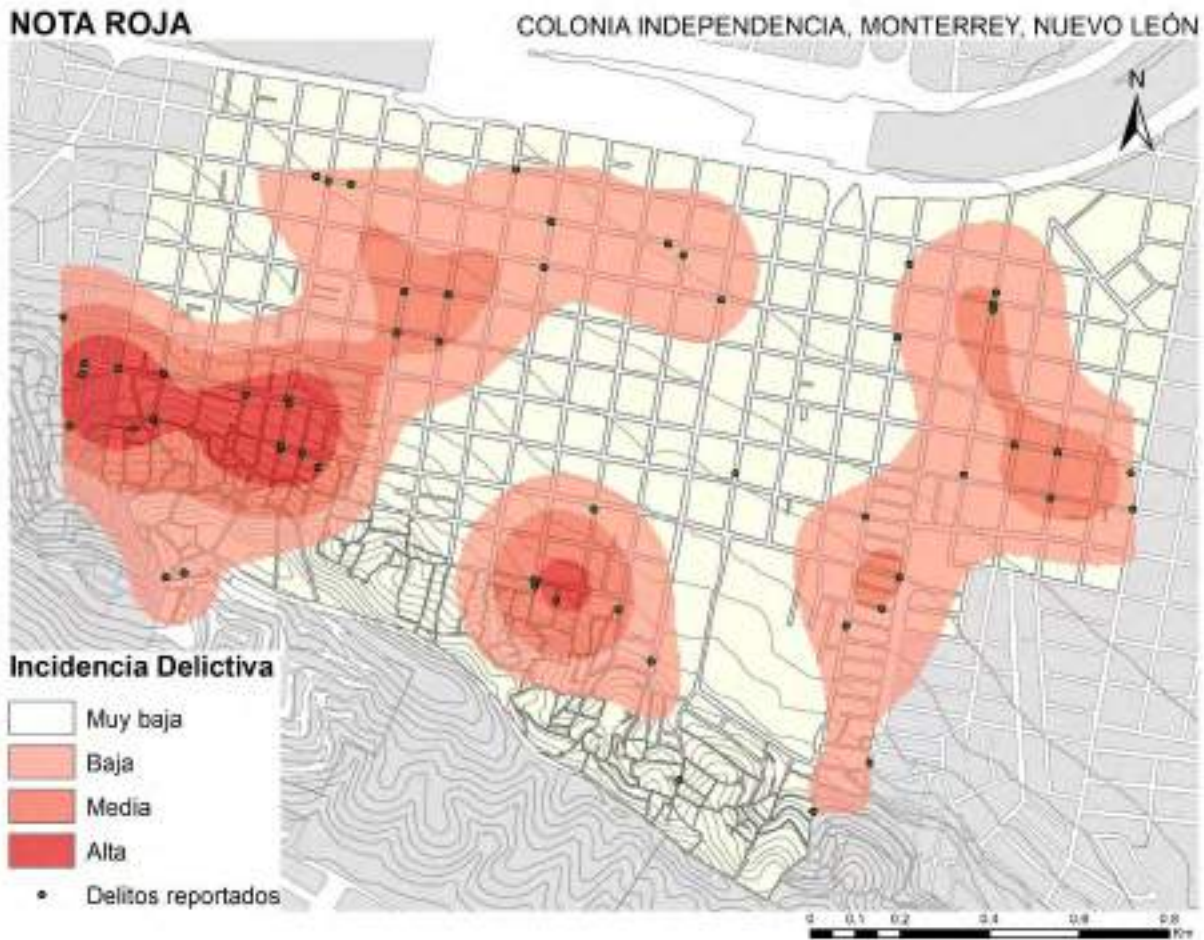 NOTA ROJA
COLONIA INDEPENDENCIA, MONTERREY, NUEVO LEÓN
N
Incidencia Delictiva
Muy baja
Baja
Media
Alta
Delitos reportados
0 0.1 0.2 0.4 0.6 0.8
Km